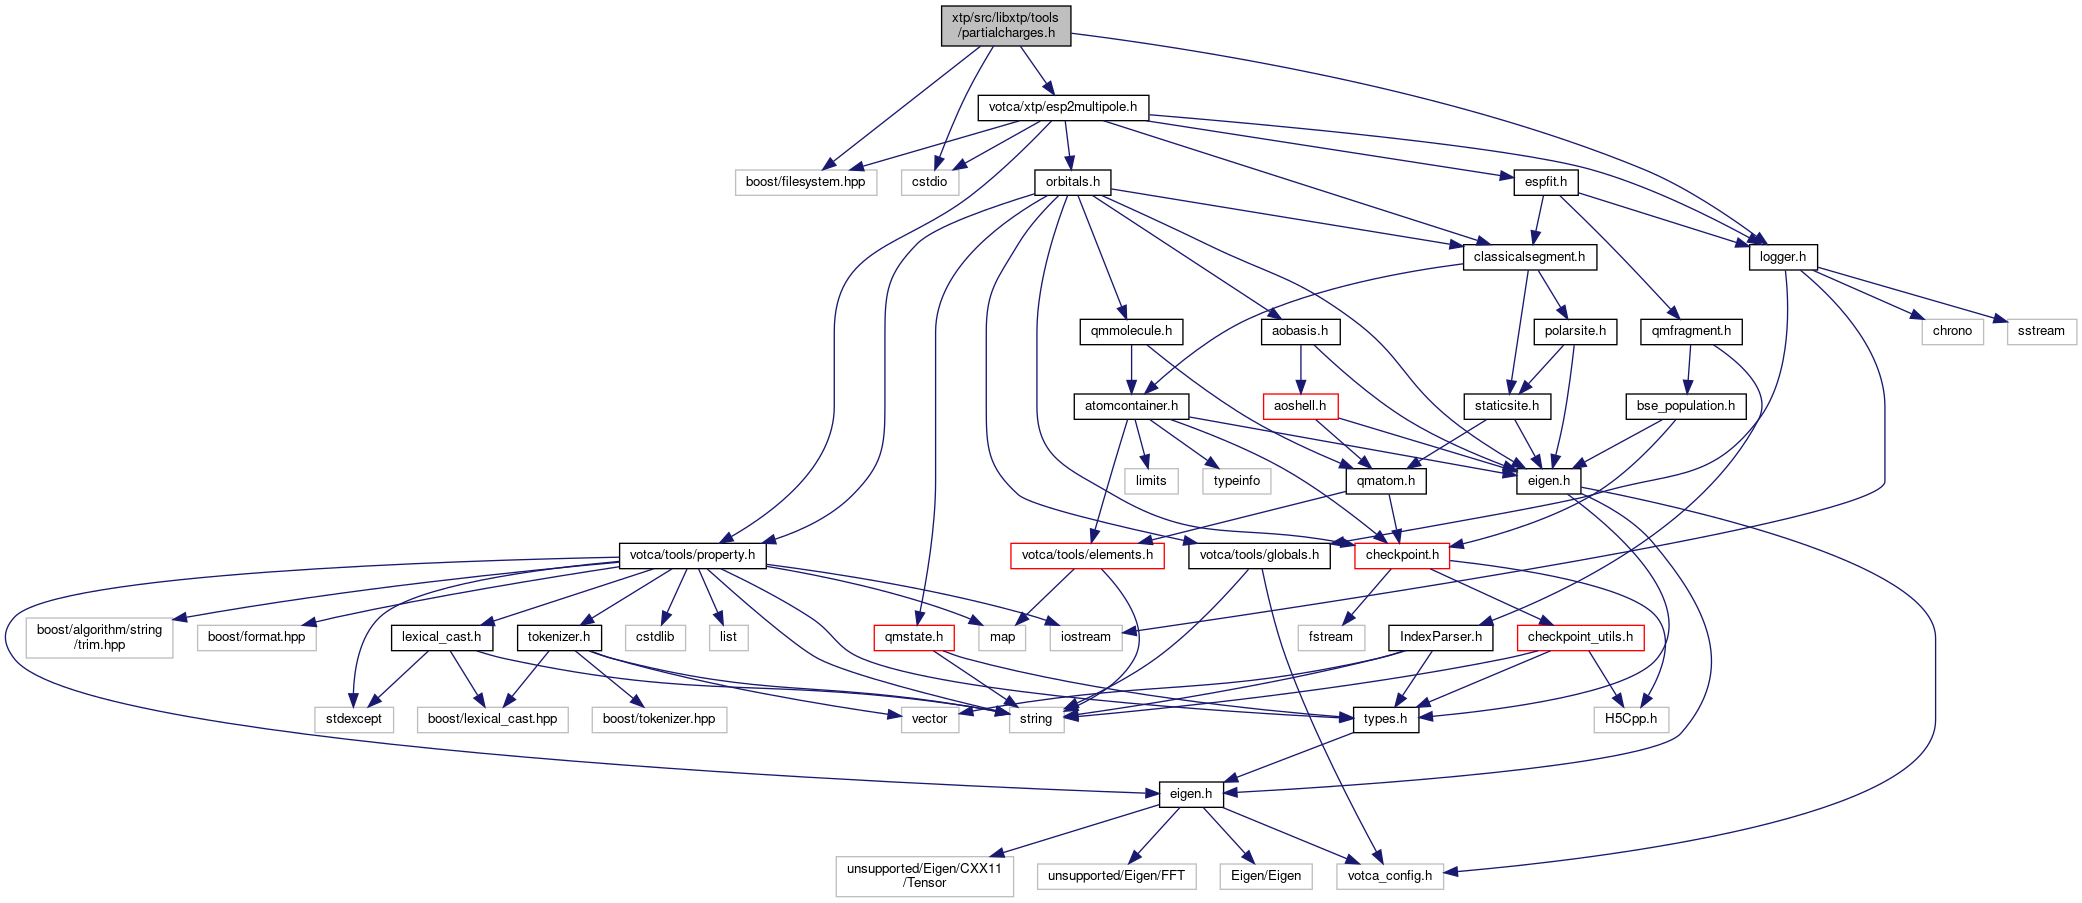 xtp/src/libxtp/tools
/partialcharges.h
votca/xtp/esp2multipole.h
boost/filesystem.hpp
cstdio
orbitals.h
espfit.h
classicalsegment.h
logger.h
qmmolecule.h
aobasis.h
polarsite.h
qmfragment.h
chrono
sstream
atomcontainer.h
aoshell.h
staticsite.h
bse_population.h
limits
typeinfo
qmatom.h
eigen.h
votca/tools/property.h
votca/tools/elements.h
votca/tools/globals.h
checkpoint.h
boost/algorithm/string
/trim.hpp
boost/format.hpp
lexical_cast.h
tokenizer.h
cstdlib
list
qmstate.h
map
iostream
fstream
IndexParser.h
checkpoint_utils.h
stdexcept
boost/lexical_cast.hpp
boost/tokenizer.hpp
vector
string
types.h
H5Cpp.h
eigen.h
unsupported/Eigen/CXX11
/Tensor
unsupported/Eigen/FFT
Eigen/Eigen
votca_config.h